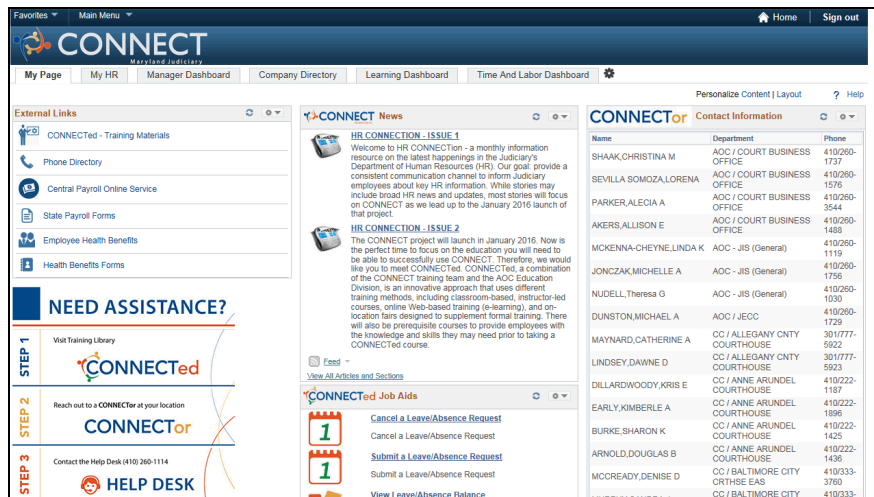 Favorites Main Menu Home Sign out
CONNECT
Maryland Judiciary
My Page My HR Manager Dashboard Company Directory Learning Dashboard Time And Labor Dashboard
Personalize Content | Layout ? Help
External Links
CONNECTed - Training Materials
Phone Directory
Central Payroll Online Service
State Payroll Forms
Employee Health Benefits
Health Benefits Forms
NEED ASSISTANCE?
STEP 1
Visit Training Library
CONNECTed
STEP 2
Reach out to a CONNECTor at your location
CONNECTor
STEP 3
Contact the Help Desk (410) 260-1114
HELP DESK
CONNECT News
HR CONNECTION - ISSUE 1
Welcome to HR CONNECTion - a monthly information
resource on the latest happenings in the Judiciary's
Department of Human Resources (HR). Our goal: provide a
consistent communication channel to inform Judiciary
employees about key HR information. While stories may
include broad HR news and updates, most stories will focus
on CONNECT as we lead up to the January 2016 launch of
that project.
HR CONNECTION - ISSUE 2
The CONNECT project will launch in January 2016. Now is
the perfect time to focus on the education you will need to
be able to successfully use CONNECT. Therefore, we would
like you to meet CONNECTed. CONNECTed, a combination
of the CONNECT training team and the AOC Education
Division, is an innovative approach that uses different
training methods, including classroom-based, instructor-led
courses, online Web-based training (e-learning), and on-
location fairs designed to supplement formal training. There
will also be prerequisite courses to provide employees with
the knowledge and skills they may need prior to taking a
CONNECTed course.
Feed
View All Articles and Sections
CONNECTed Job Aids
1
Cancel a Leave/Absence Request
Cancel a Leave/Absence Request
1
Submit a Leave/Absence Request
Submit a Leave/Absence Request
View Leave/Absence Balance
CONNECTor Contact Information
Name Department Phone
SHAAK,CHRISTINA M AOC / COURT BUSINESS OFFICE 410/260-1737
SEVILLA SOMOZA,LORENA AOC / COURT BUSINESS OFFICE 410/260-1576
PARKER,ALECIA A AOC / COURT BUSINESS OFFICE 410/260-3544
AKERS,ALLISON E AOC / COURT BUSINESS OFFICE 410/260-1488
MCKENNA-CHEYNE,LINDA K AOC - JIS (General) 410/260-1119
JONCZAK,MICHELLE A AOC - JIS (General) 410/260-1756
NUDELL,Theresa G AOC - JIS (General) 410/260-1030
DUNSTON,MICHAEL A AOC / JECC 410/260-1729
MAYNARD,CATHERINE A CC / ALLEGANY CNTY COURTHOUSE 301/777-5922
LINDSEY,DAWNE D CC / ALLEGANY CNTY COURTHOUSE 301/777-5923
DILLARDWOODY,KRIS E CC / ANNE ARUNDEL COURTHOUSE 410/222-1187
EARLY,KIMBERLE A CC / ANNE ARUNDEL COURTHOUSE 410/222-1896
BURKE,SHARON K CC / ANNE ARUNDEL COURTHOUSE 410/222-1425
ARNOLD,DOUGLAS B CC / ANNE ARUNDEL COURTHOUSE 410/222-1436
MCCREADY,DENISE D CC / BALTIMORE CITY CRTHSE EAS 410/333-3760
CC / BALTIMORE CITY 410/333-